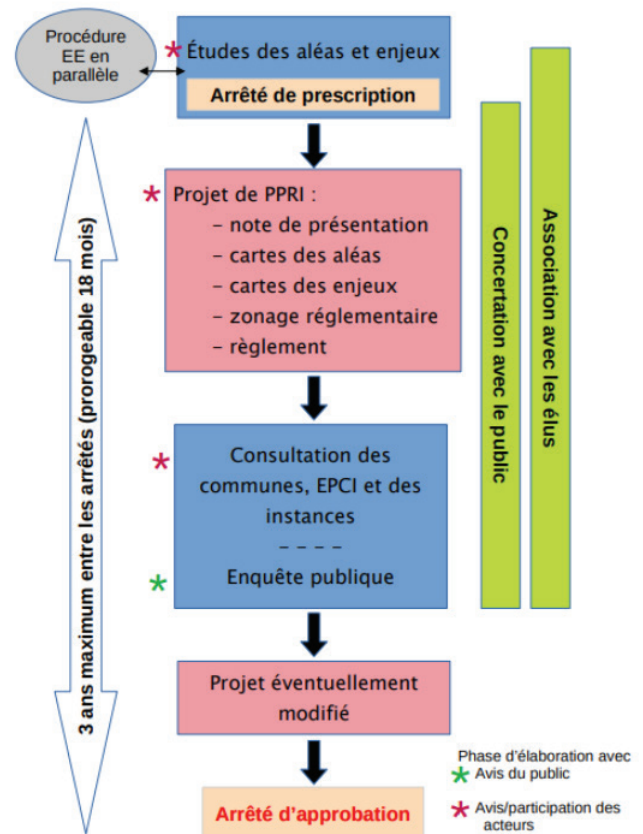 Procédure
EE en
parallèle
* Études des aléas et enjeux
Arrêté de prescription
3 ans maximum entre les arrêtés (prorogeable 18 mois)
* Projet de PPRI :
– note de présentation
– cartes des aléas
– cartes des enjeux
– zonage réglementaire
– règlement
Concertation avec le public
Association avec les élus
* Consultation des
communes, EPCI et des
instances
– – – –
* Enquête publique
Projet éventuellement
modifié
Arrêté d'approbation
Phase d'élaboration avec
* Avis du public
* Avis/participation des
acteurs